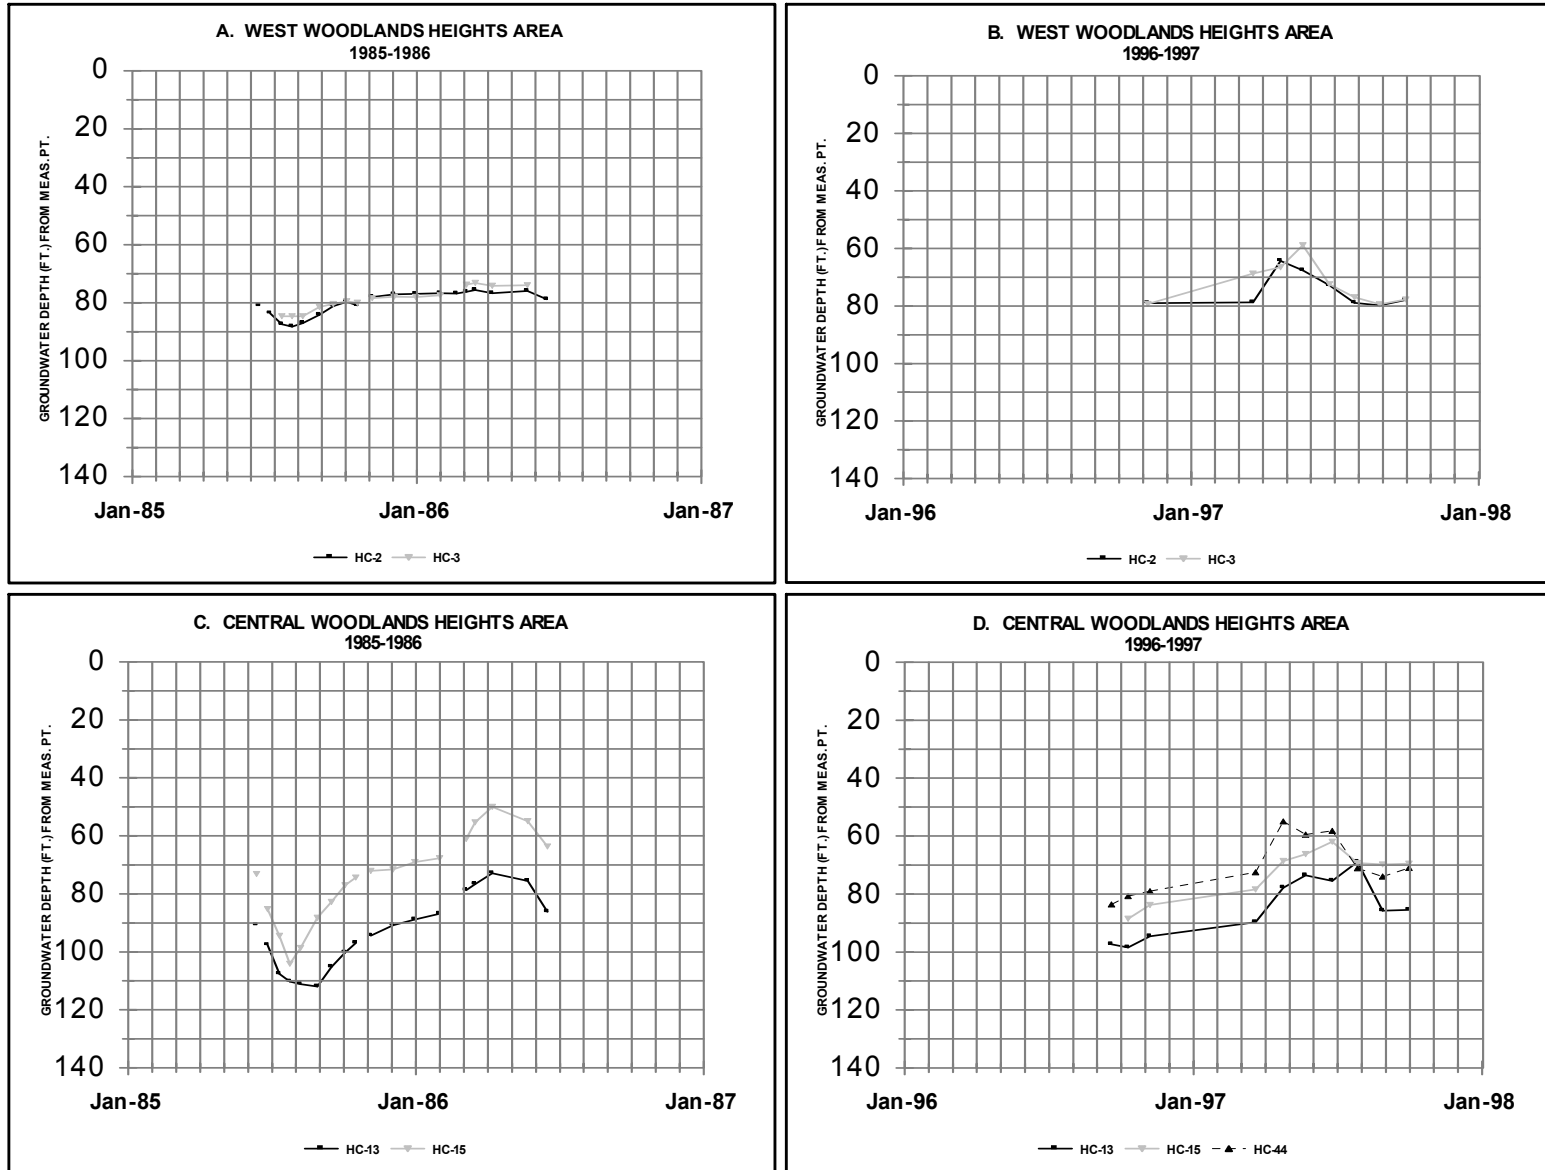 A. WEST WOODLANDS HEIGHTS AREA
1985-1986
GROUNDWATER DEPTH (FT.) FROM MEAS. PT.
0
20
40
60
80
100
120
140
Jan-85 Jan-86 Jan-87
HC-2 HC-3
B. WEST WOODLANDS HEIGHTS AREA
1996-1997
GROUNDWATER DEPTH (FT.) FROM MEAS. PT.
0
20
40
60
80
100
120
140
Jan-96 Jan-97 Jan-98
HC-2 HC-3
C. CENTRAL WOODLANDS HEIGHTS AREA
1985-1986
GROUNDWATER DEPTH (FT.) FROM MEAS. PT.
0
20
40
60
80
100
120
140
Jan-85 Jan-86 Jan-87
HC-13 HC-15
D. CENTRAL WOODLANDS HEIGHTS AREA
1996-1997
GROUNDWATER DEPTH (FT.) FROM MEAS. PT.
0
20
40
60
80
100
120
140
Jan-96 Jan-97 Jan-98
HC-13 HC-15 HC-44